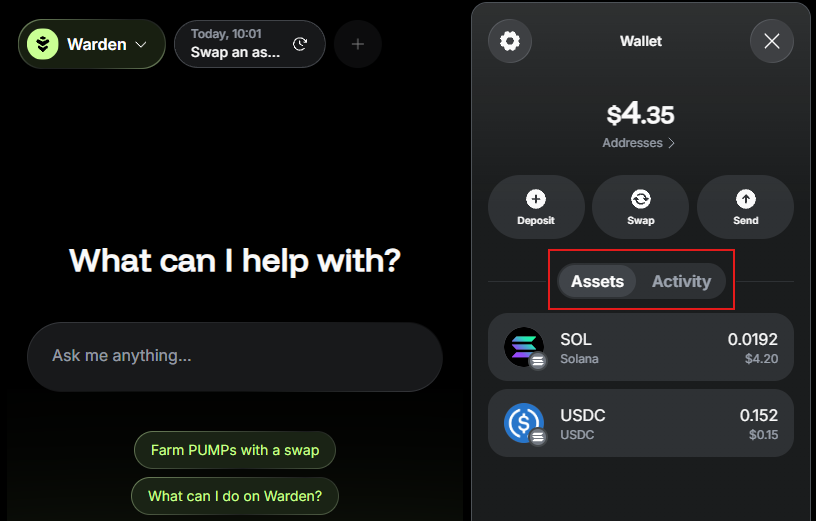 Warden
Today, 10:01
Swap an as...
What can I help with?
Ask me anything...
Farm PUMPs with a swap
What can I do on Warden?
Wallet
$4.35
Addresses
Deposit
Swap
Send
Assets
Activity
SOL
0.0192
Solana
$4.20
USDC
0.152
USDC
$0.15